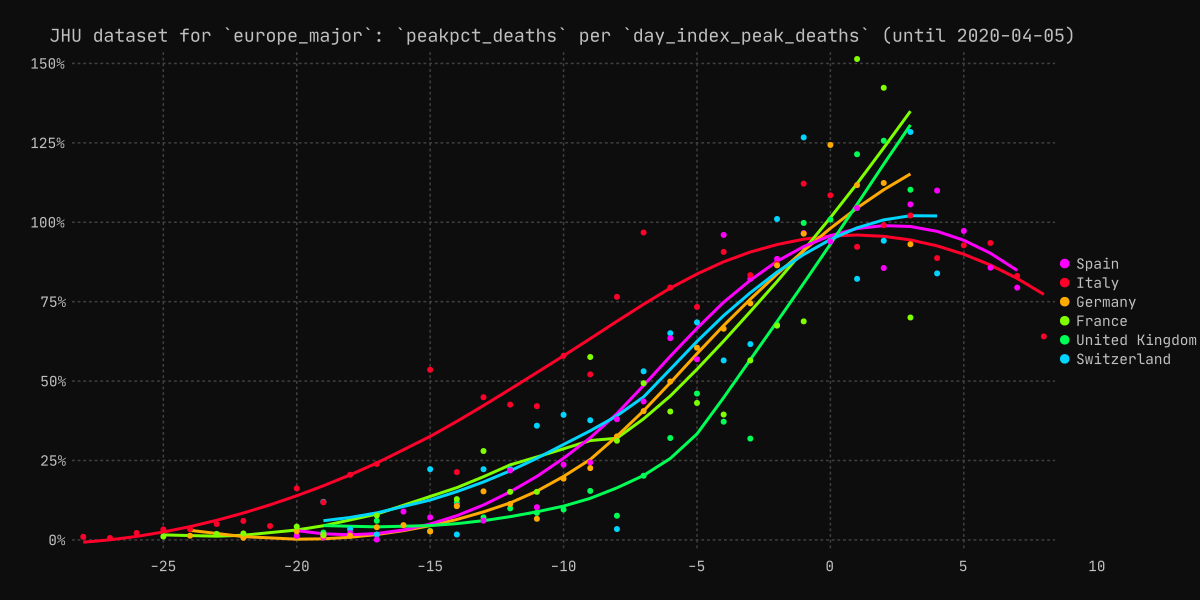 JHU dataset for `europe_major`: `peakpct_deaths` per `day_index_peak_deaths` (until 2020-04-05)
150%
125%
100%
75%
50%
25%
0%
-25 -20 -15 -10 -5 0 5 10
Spain
Italy
Germany
France
United Kingdom
Switzerland